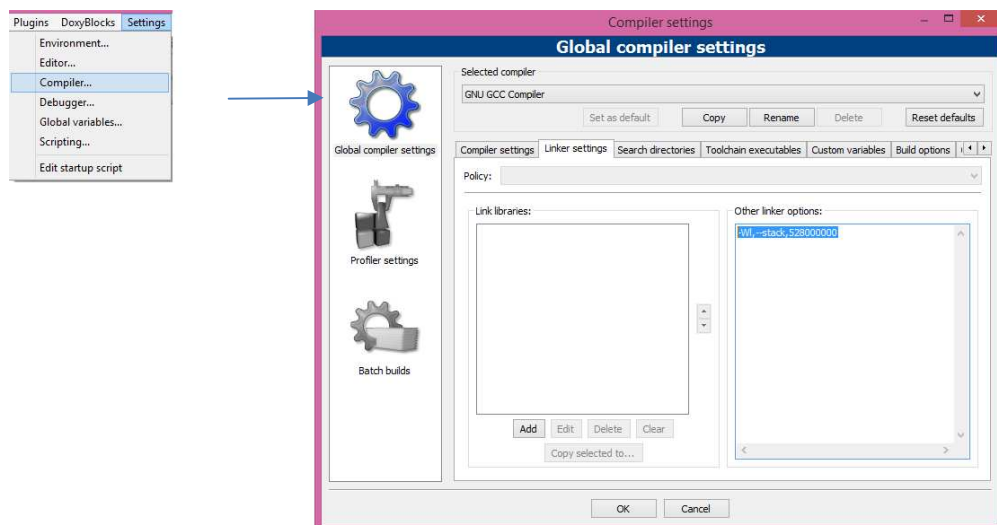 Plugins DoxyBlocks Settings
Environment...
Editor...
Compiler...
Debugger...
Global variables...
Scripting...
Edit startup script
Compiler settings
Global compiler settings
Selected compiler
GNU GCC Compiler
Set as default Copy Rename Delete Reset defaults
Global compiler settings
Compiler settings Linker settings Search directories Toolchain executables Custom variables Build options
Policy:
Link libraries:
Other linker options:
-Wl,--stack,528000000
Profiler settings
Batch builds
Add Edit Delete Clear
Copy selected to...
OK Cancel